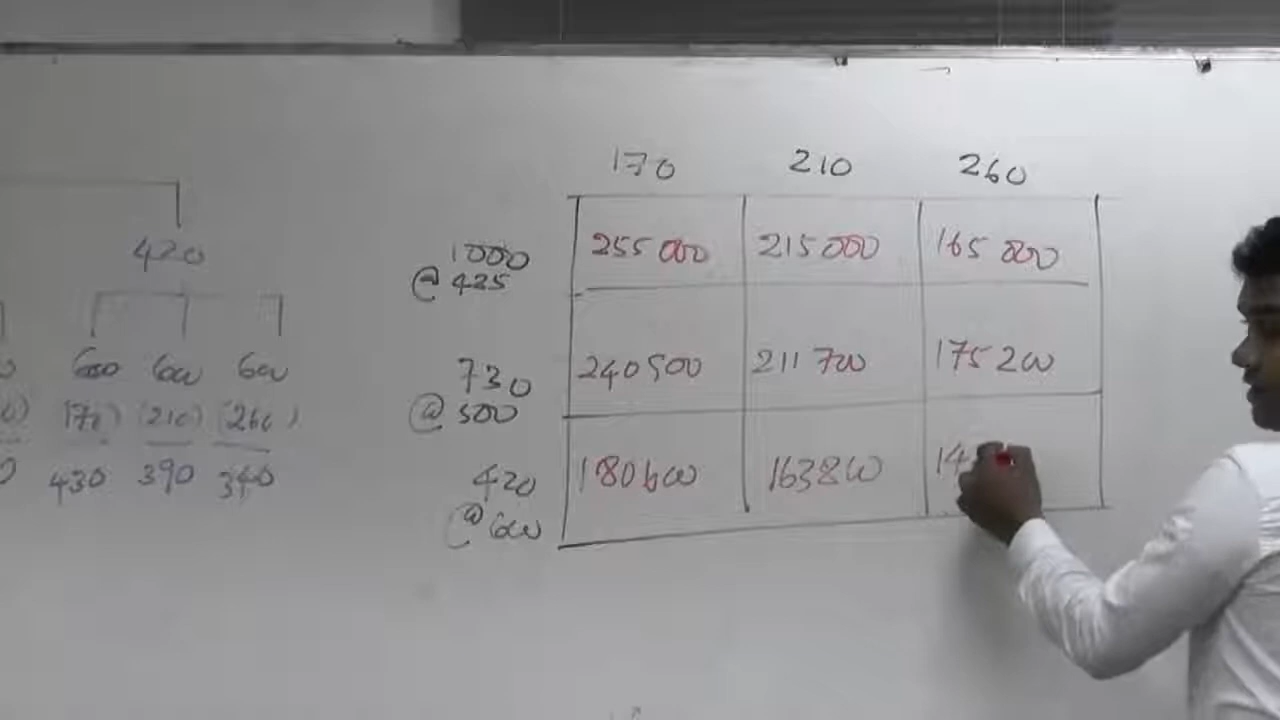 170 210 260
420
1000 255 000 215 000 165 000
@ 425
600 600 600
730 240 500 211 700 175 200
@ 500
(170) (210) (260)
430 390 340
420 180 600 163 800 14
@ 600